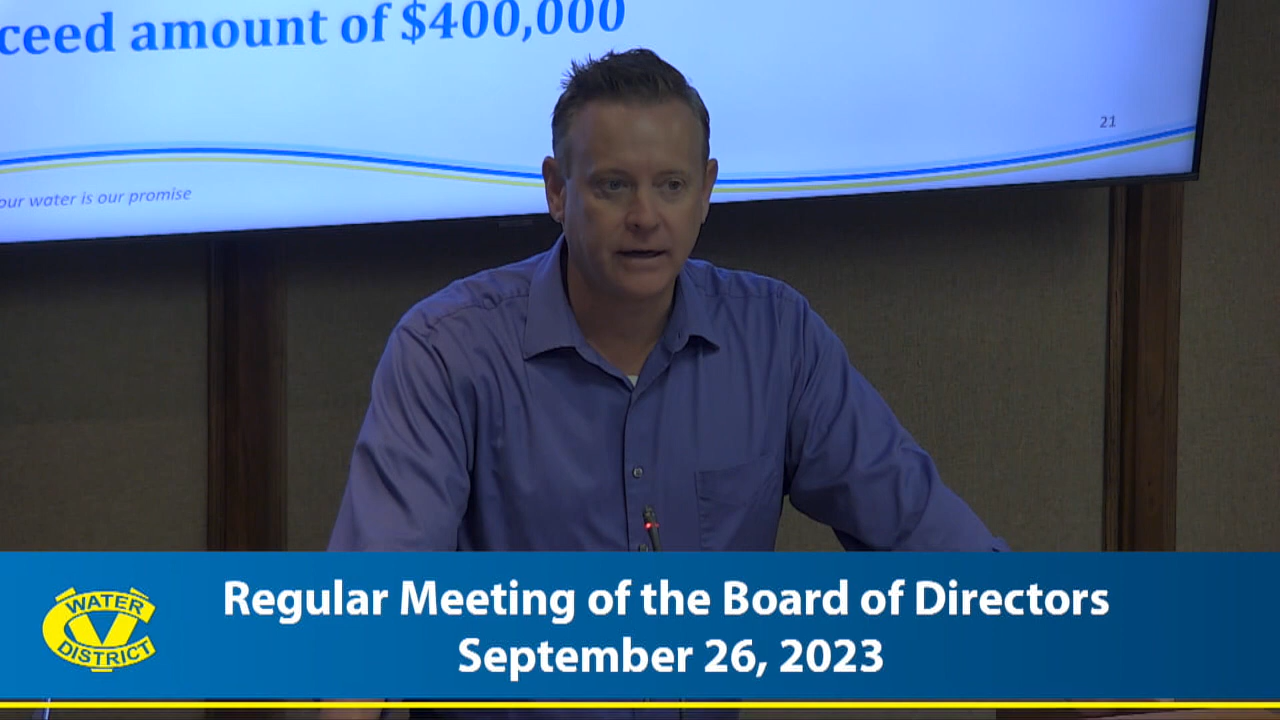 ceed amount of $400,000
21
our water is our promise
WATER
CV
DISTRICT
Regular Meeting of the Board of Directors
September 26, 2023